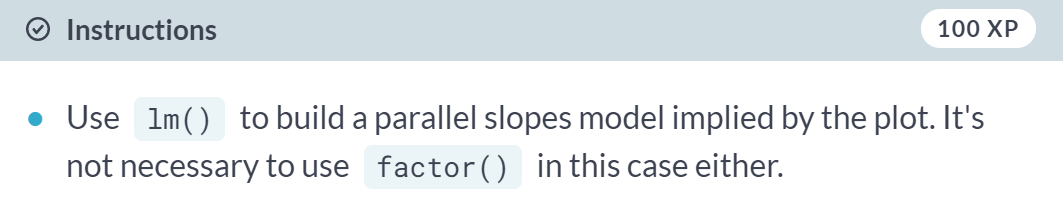 Instructions
100 XP
Use lm() to build a parallel slopes model implied by the plot. It's
not necessary to use factor() in this case either.